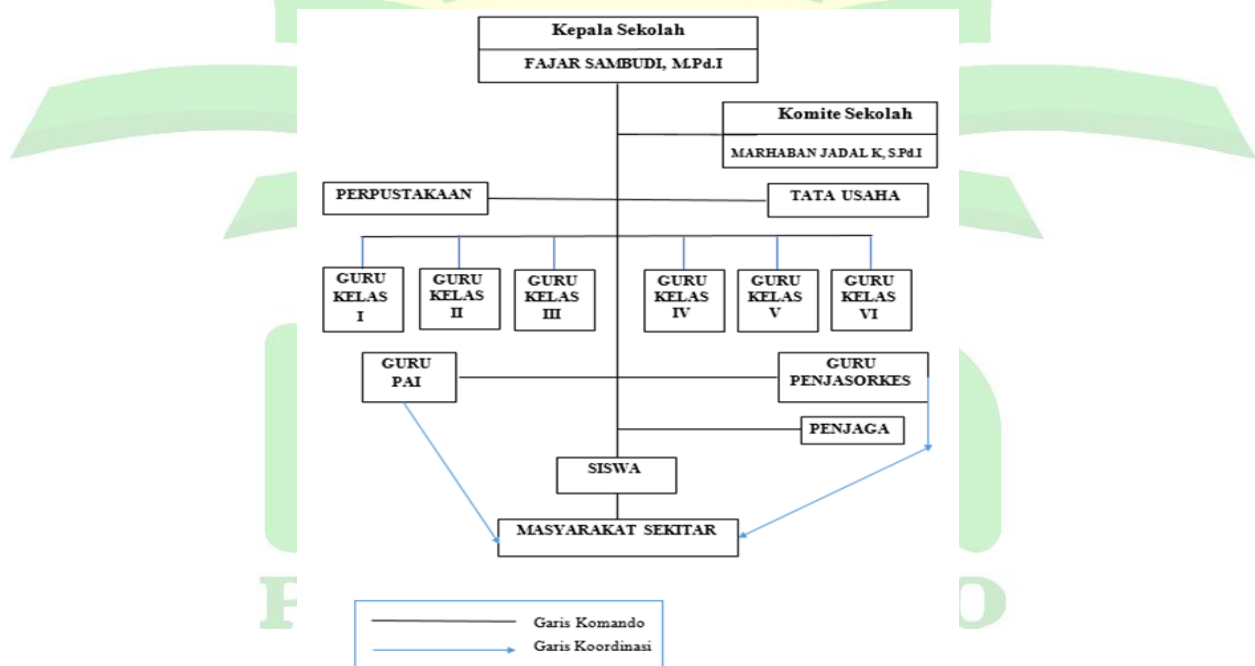 Kepala Sekolah
FAJAR SAMBUDI, M.Pd.I
Komite Sekolah
MARHABAN JADAL K, S.Pd.I
PERPUSTAKAAN
TATA USAHA
GURU
KELAS
I
GURU
KELAS
II
GURU
KELAS
III
GURU
KELAS
IV
GURU
KELAS
V
GURU
KELAS
VI
GURU
PAI
GURU
PENJASORKES
PENJAGA
SISWA
MASYARAKAT SEKITAR
Garis Komando
Garis Koordinasi